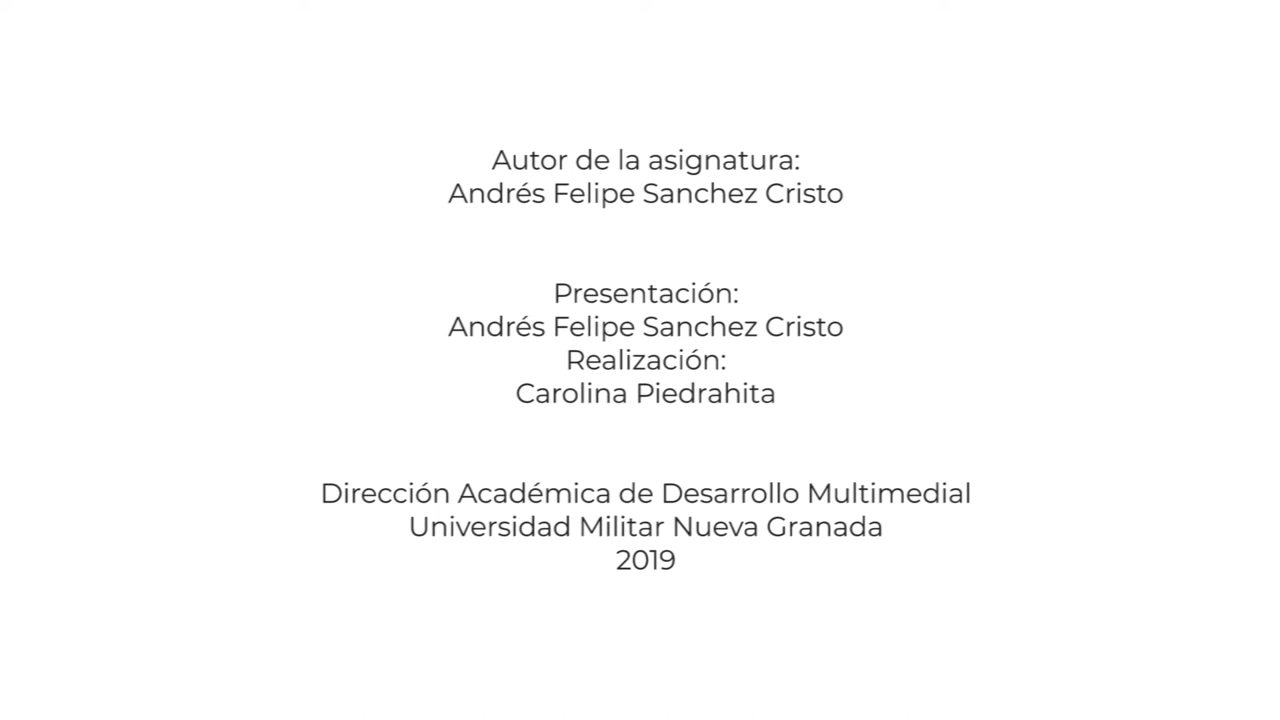 Autor de la asignatura:
Andrés Felipe Sanchez Cristo
Presentación:
Andrés Felipe Sanchez Cristo
Realización:
Carolina Piedrahita
Dirección Académica de Desarrollo Multimedial
Universidad Militar Nueva Granada
2019